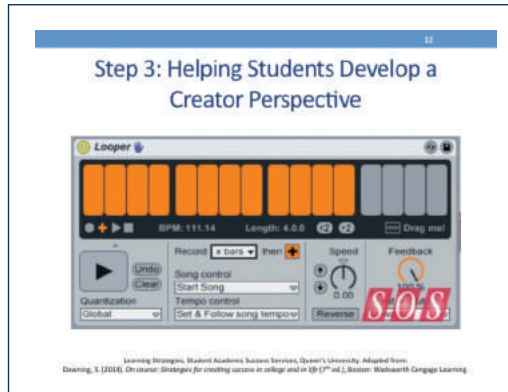 12
Step 3: Helping Students Develop a
Creator Perspective
Looper
BPM: 111.14 Length: 4.0.0 Drag me!
Record x bars then Speed Feedback
Undo
Clear
Song control
Start Song
0.00 100 %
Quantization Tempo control
Global Set & Follow song tempo Reverse
SOS
Learning Strategies, Student Academic Success Services, Queen's University. Adapted from:
Downing, S. (2014). On course: Strategies for creating success in college and in life (7th ed.), Boston: Wadsworth Cengage Learning